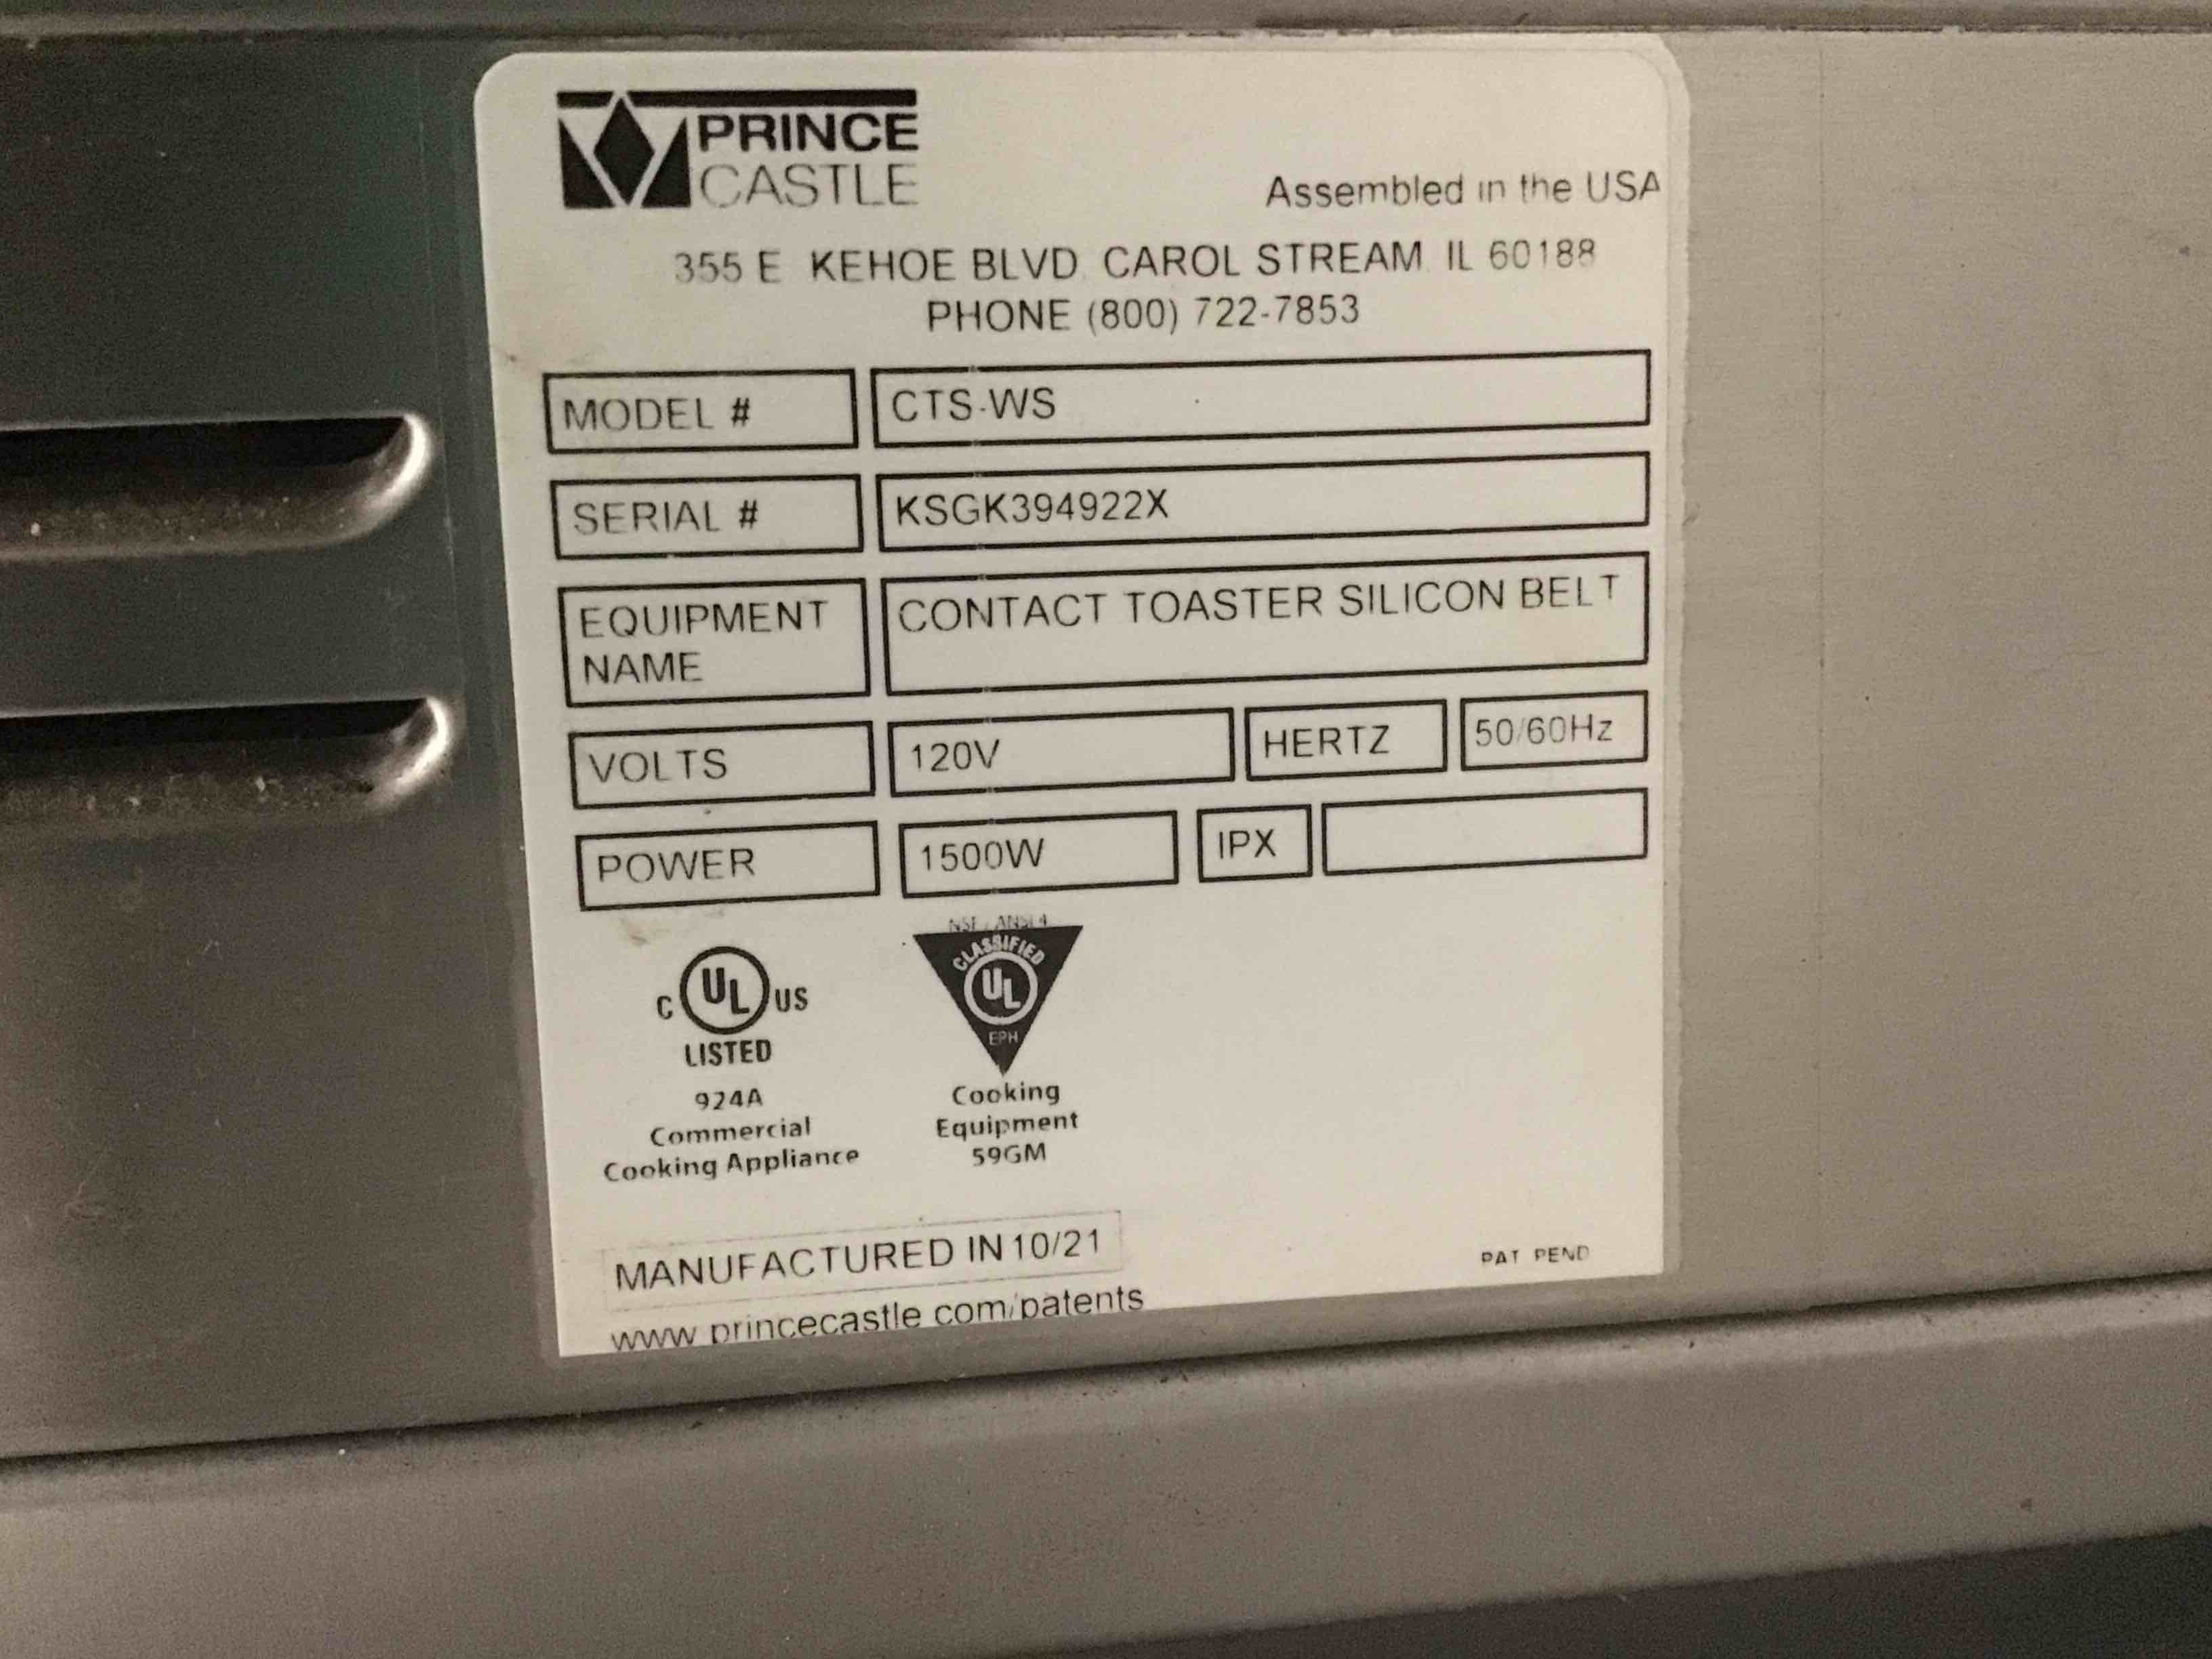 PRINCE
CASTLE
Assembled in the USA
355 E KEHOE BLVD CAROL STREAM IL 60188
PHONE (800) 722-7853
MODEL # CTS-WS
SERIAL # KSGK394922X
EQUIPMENT NAME CONTACT TOASTER SILICON BELT
VOLTS 120V HERTZ 50/60Hz
POWER 1500W IPX
C UL US
LISTED
924A
Commercial
Cooking Appliance
NSF / ANSI 4
CLASSIFIED
UL
EPH
Cooking
Equipment
59GM
MANUFACTURED IN 10/21
PAT PEND
www.princecastle.com/patents